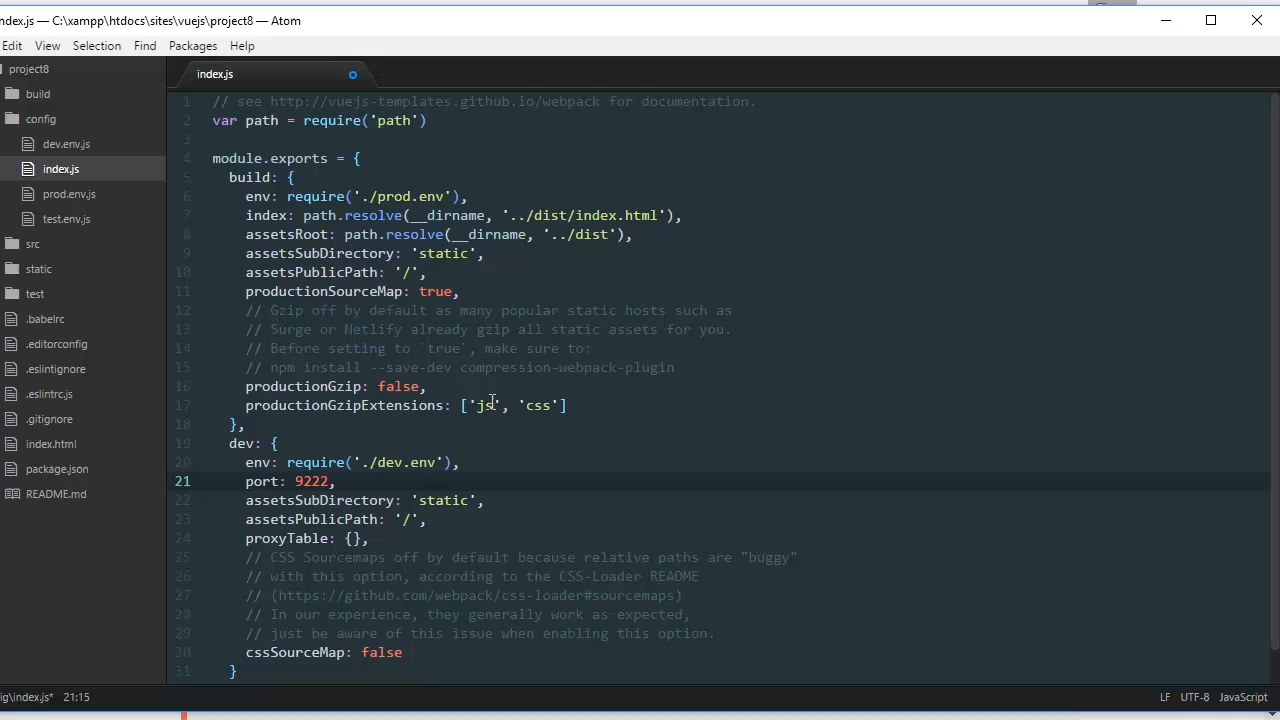 ndex.js — C:\xampp\htdocs\sites\vuejs\project8 — Atom
Edit View Selection Find Packages Help
project8
build
config
dev.env.js
index.js
prod.env.js
test.env.js
src
static
test
.babelrc
.editorconfig
.eslintignore
.eslintrc.js
.gitignore
index.html
package.json
README.md
index.js
1 // see http://vuejs-templates.github.io/webpack for documentation.
2 var path = require('path')
3
4 module.exports = {
5 build: {
6 env: require('./prod.env'),
7 index: path.resolve(__dirname, '../dist/index.html'),
8 assetsRoot: path.resolve(__dirname, '../dist'),
9 assetsSubDirectory: 'static',
10 assetsPublicPath: '/',
11 productionSourceMap: true,
12 // Gzip off by default as many popular static hosts such as
13 // Surge or Netlify already gzip all static assets for you.
14 // Before setting to `true`, make sure to:
15 // npm install --save-dev compression-webpack-plugin
16 productionGzip: false,
17 productionGzipExtensions: ['js', 'css']
18 },
19 dev: {
20 env: require('./dev.env'),
21 port: 9222,
22 assetsSubDirectory: 'static',
23 assetsPublicPath: '/',
24 proxyTable: {},
25 // CSS Sourcemaps off by default because relative paths are "buggy"
26 // with this option, according to the CSS-Loader README
27 // (https://github.com/webpack/css-loader#sourcemaps)
28 // In our experience, they generally work as expected,
29 // just be aware of this issue when enabling this option.
30 cssSourceMap: false
31 }
ig\index.js* 21:15 LF UTF-8 JavaScript